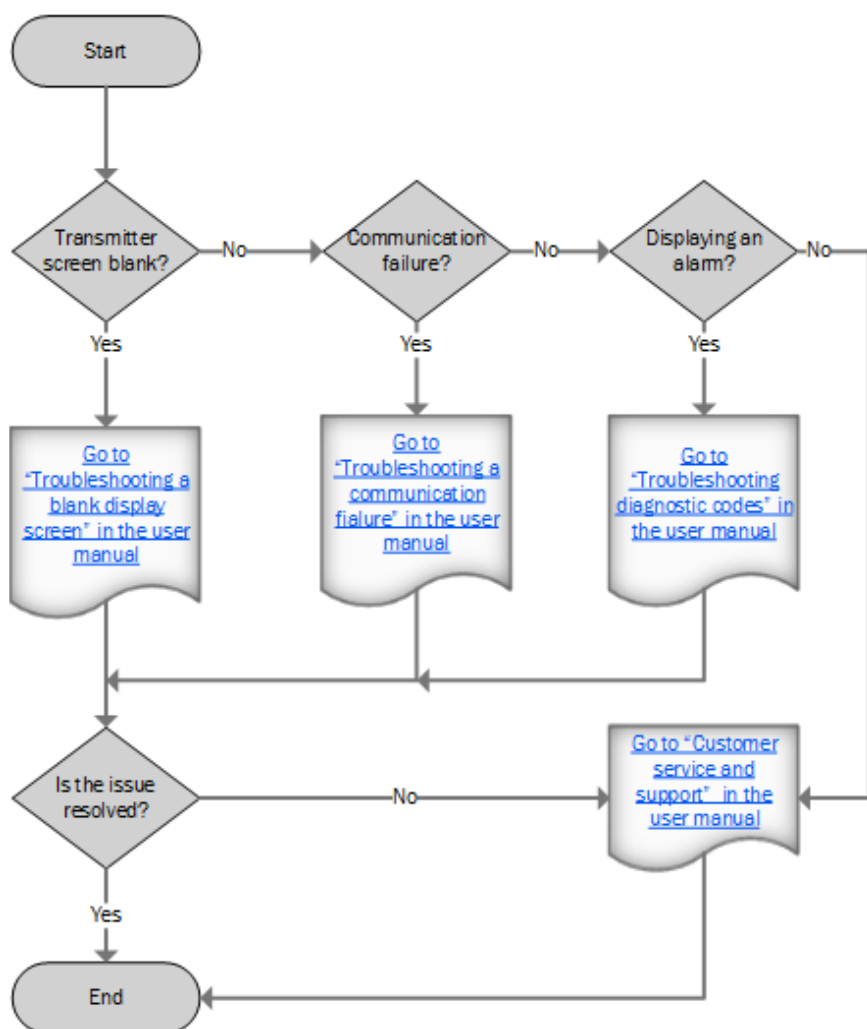 Start
Transmitter
screen blank?
No
Communication
failure?
No
Displaying an
alarm?
No
Yes
Yes
Yes
Go to
“Troubleshooting a
blank display
screen” in the user
manual
Go to
“Troubleshooting a
communication
fialure” in the user
manual
Go to
“Troubleshooting
diagnostic codes” in
the user manual
Is the issue
resolved?
No
Go to “Customer
service and
support” in the
user manual
Yes
End